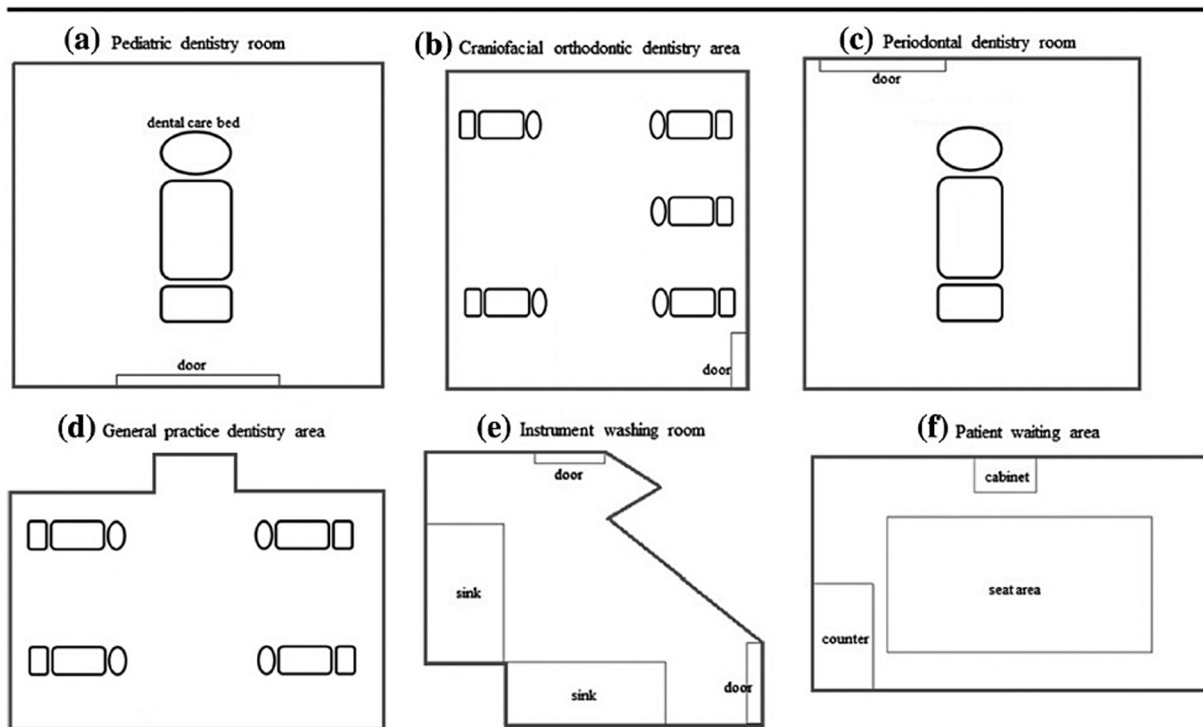 (a) Pediatric dentistry room
dental care bed
door
(b) Craniofacial orthodontic dentistry area
door
(c) Periodontal dentistry room
door
(d) General practice dentistry area
(e) Instrument washing room
door
sink
sink
door
(f) Patient waiting area
cabinet
seat area
counter